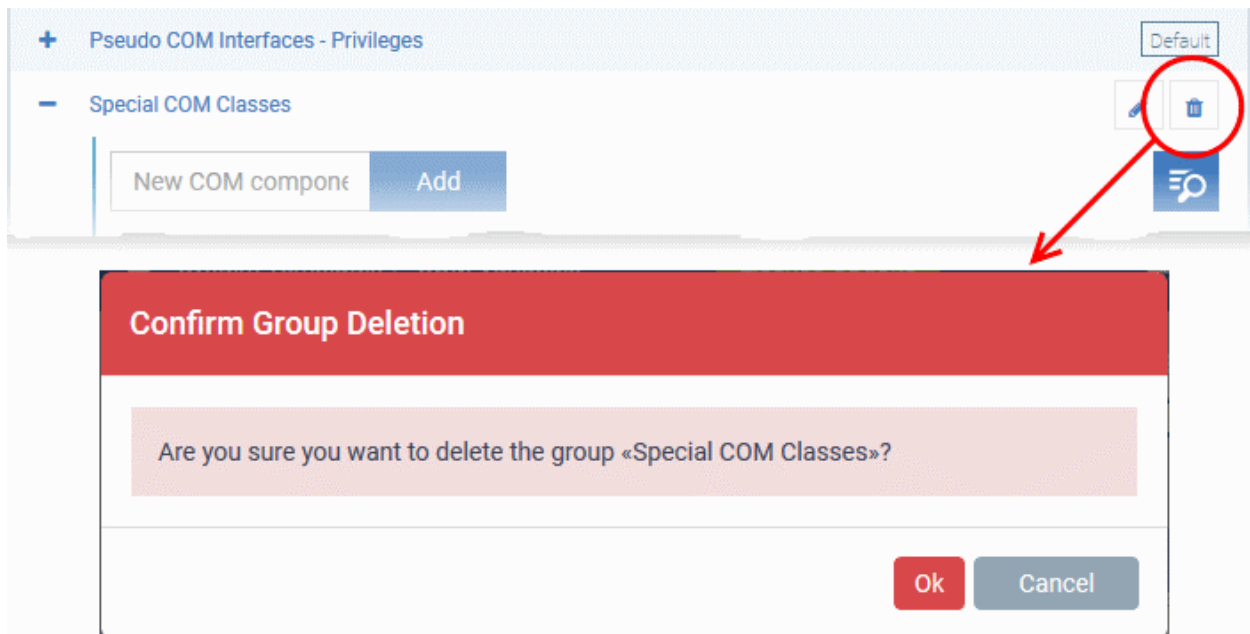 Pseudo COM Interfaces - Privileges
Default
Special COM Classes
New COM compone
Add
Confirm Group Deletion
Are you sure you want to delete the group «Special COM Classes»?
Ok
Cancel